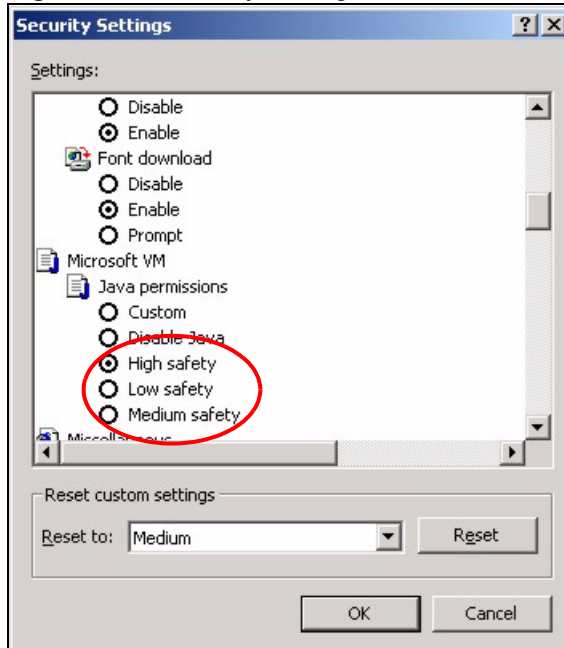 Security Settings
Settings:
Disable
Enable
Font download
Disable
Enable
Prompt
Microsoft VM
Java permissions
Custom
Disable Java
High safety
Low safety
Medium safety
Miscellaneous
Reset custom settings
Reset to: Medium Reset
OK Cancel